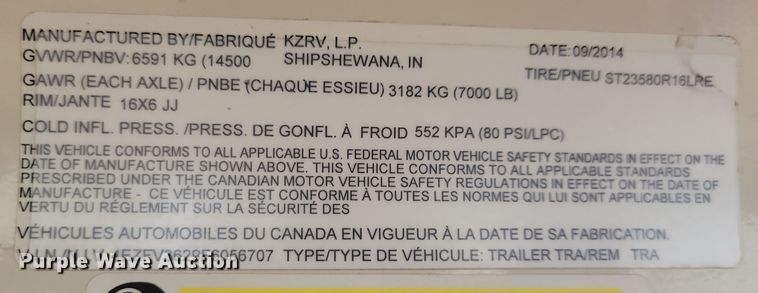 MANUFACTURED BY/FABRIQUÉ KZRV, L.P. DATE: 09/2014
GVWR/PNBV: 6591 KG (14500 SHIPSHEWANA, IN
TIRE/PNEU ST23580R16LRE
GAWR (EACH AXLE) / PNBE (CHAQUE ESSIEU) 3182 KG (7000 LB)
RIM/JANTE 16X6 JJ
COLD INFL. PRESS. /PRESS. DE GONFL. À FROID 552 KPA (80 PSI/LPC)
THIS VEHICLE CONFORMS TO ALL APPLICABLE U.S. FEDERAL MOTOR VEHICLE SAFETY STANDARDS IN EFFECT ON THE
DATE OF MANUFACTURE SHOWN ABOVE. THIS VEHICLE CONFORMS TO ALL APPLICABLE STANDARDS
PRESCRIBED UNDER THE CANADIAN MOTOR VEHICLE SAFETY REGULATIONS IN EFFECT ON THE DATE OF
MANUFACTURE - CE VÉHICULE EST CONFORME À TOUTES LES NORMES QUI LUI SONT APPLICABLES EN
VERTU DU RÉGLEMENT SUR LA SÉCURITÉ DES
VÉHICULES AUTOMOBILES DU CANADA EN VIGUEUR À LA DATE DE SA FABRICATION.
TYPE/TYPE DE VÉHICULE: TRAILER TRA/REM TRA
Purple Wave Auction